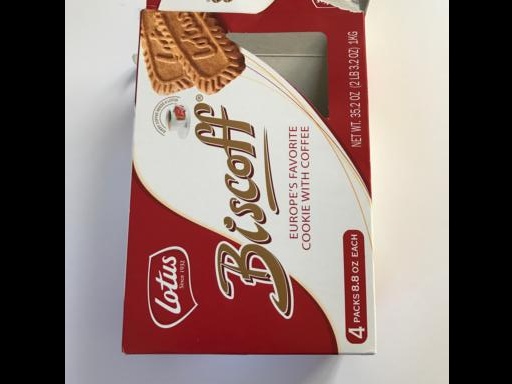 Lotus
Since 1932
Biscoff®
EUROPE'S FAVORITE
COOKIE WITH COFFEE
4 PACKS 8.8 OZ EACH
NET WT. 35.2 OZ (2 LB 3.2 OZ) 1KG
Lotus